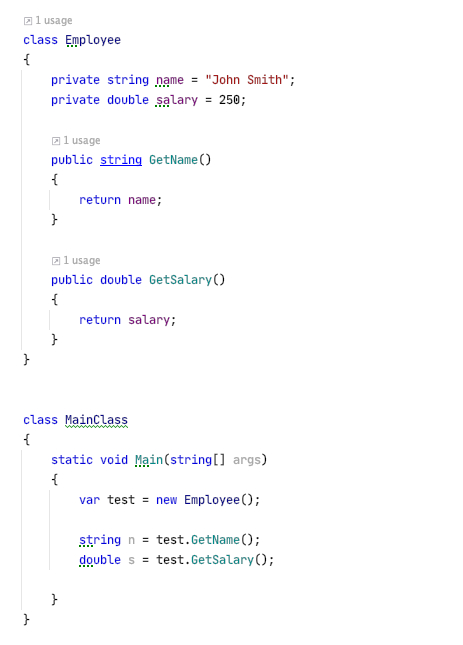 1 usage
class Employee
{
    private string name = "John Smith";
    private double salary = 250;
    1 usage
    public string GetName()
    {
        return name;
    }
    1 usage
    public double GetSalary()
    {
        return salary;
    }
}
class MainClass
{
    static void Main(string[] args)
    {
        var test = new Employee();
        string n = test.GetName();
        double s = test.GetSalary();
    }
}